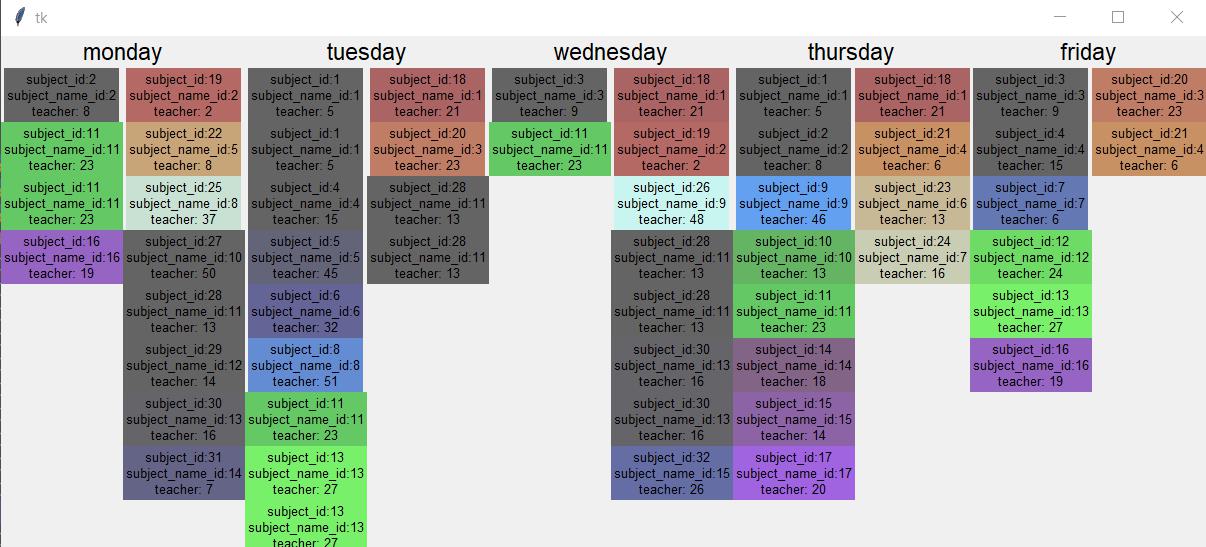 tk
monday
tuesday
wednesday
thursday
friday
subject_id:2
subject_name_id:2
teacher: 8
subject_id:11
subject_name_id:11
teacher: 23
subject_id:11
subject_name_id:11
teacher: 23
subject_id:16
subject_name_id:16
teacher: 19
subject_id:19
subject_name_id:2
teacher: 2
subject_id:22
subject_name_id:5
teacher: 8
subject_id:25
subject_name_id:8
teacher: 37
subject_id:27
subject_name_id:10
teacher: 50
subject_id:28
subject_name_id:11
teacher: 13
subject_id:29
subject_name_id:12
teacher: 14
subject_id:30
subject_name_id:13
teacher: 16
subject_id:31
subject_name_id:14
teacher: 7
subject_id:1
subject_name_id:1
teacher: 5
subject_id:1
subject_name_id:1
teacher: 5
subject_id:4
subject_name_id:4
teacher: 15
subject_id:5
subject_name_id:5
teacher: 45
subject_id:6
subject_name_id:6
teacher: 32
subject_id:8
subject_name_id:8
teacher: 51
subject_id:11
subject_name_id:11
teacher: 23
subject_id:13
subject_name_id:13
teacher: 27
subject_id:13
subject_name_id:13
teacher: 27
subject_id:18
subject_name_id:1
teacher: 21
subject_id:20
subject_name_id:3
teacher: 23
subject_id:28
subject_name_id:11
teacher: 13
subject_id:28
subject_name_id:11
teacher: 13
subject_id:3
subject_name_id:3
teacher: 9
subject_id:11
subject_name_id:11
teacher: 23
subject_id:18
subject_name_id:1
teacher: 21
subject_id:19
subject_name_id:2
teacher: 2
subject_id:26
subject_name_id:9
teacher: 48
subject_id:28
subject_name_id:11
teacher: 13
subject_id:28
subject_name_id:11
teacher: 13
subject_id:30
subject_name_id:13
teacher: 16
subject_id:30
subject_name_id:13
teacher: 16
subject_id:32
subject_name_id:15
teacher: 26
subject_id:1
subject_name_id:1
teacher: 5
subject_id:2
subject_name_id:2
teacher: 8
subject_id:9
subject_name_id:9
teacher: 46
subject_id:10
subject_name_id:10
teacher: 13
subject_id:11
subject_name_id:11
teacher: 23
subject_id:14
subject_name_id:14
teacher: 18
subject_id:15
subject_name_id:15
teacher: 14
subject_id:17
subject_name_id:17
teacher: 20
subject_id:18
subject_name_id:1
teacher: 21
subject_id:21
subject_name_id:4
teacher: 6
subject_id:23
subject_name_id:6
teacher: 13
subject_id:24
subject_name_id:7
teacher: 16
subject_id:3
subject_name_id:3
teacher: 9
subject_id:4
subject_name_id:4
teacher: 15
subject_id:7
subject_name_id:7
teacher: 6
subject_id:12
subject_name_id:12
teacher: 24
subject_id:13
subject_name_id:13
teacher: 27
subject_id:16
subject_name_id:16
teacher: 19
subject_id:20
subject_name_id:3
teacher: 23
subject_id:21
subject_name_id:4
teacher: 6